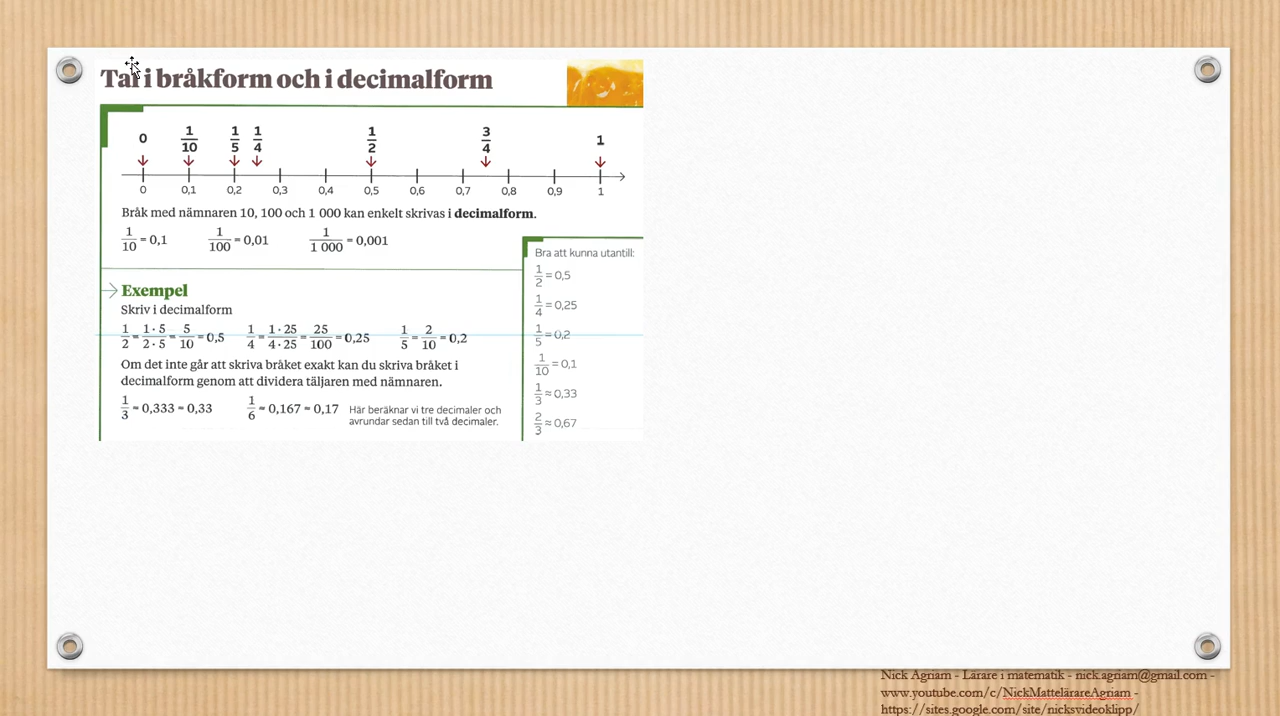 Tal i bråkform och i decimalform
0 1/10 1/5 1/4 1/2 3/4 1
0 0,1 0,2 0,3 0,4 0,5 0,6 0,7 0,8 0,9 1
Bråk med nämnaren 10, 100 och 1 000 kan enkelt skrivas i decimalform.
1/10 = 0,1 1/100 = 0,01 1/1 000 = 0,001
Exempel
Skriv i decimalform
1/2 = 1 · 5/2 · 5 = 5/10 = 0,5 1/4 = 1 · 25/4 · 25 = 25/100 = 0,25 1/5 = 2/10 = 0,2
Om det inte går att skriva bråket exakt kan du skriva bråket i
decimalform genom att dividera täljaren med nämnaren.
1/3 ≈ 0,333 ≈ 0,33 1/6 ≈ 0,167 ≈ 0,17
Här beräknar vi tre decimaler och
avrundar sedan till två decimaler.
Bra att kunna utantill:
1/2 = 0,5
1/4 = 0,25
1/5 = 0,2
1/10 = 0,1
1/3 ≈ 0,33
2/3 ≈ 0,67
Nick Agriam - Lärare i matematik - nick.agriam@gmail.com -
www.youtube.com/c/NickMattelärareAgriam -
https://sites.google.com/site/nicksvideoklipp/